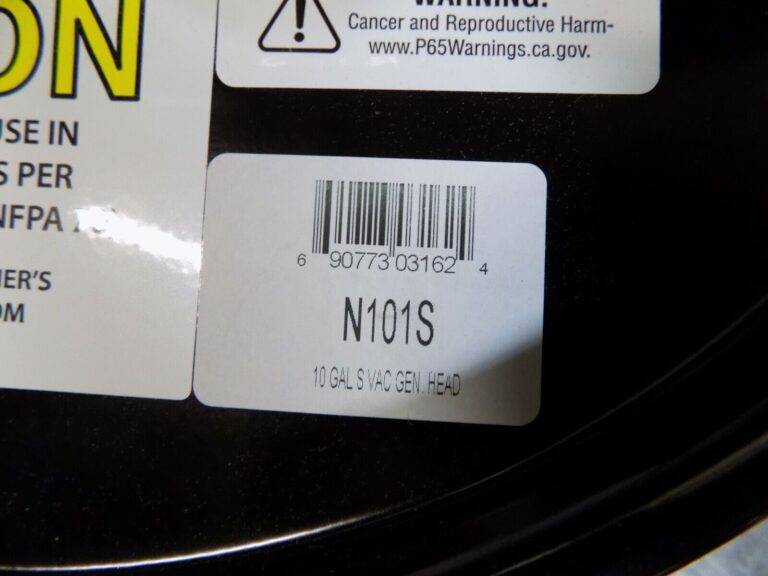 WARNING:
Cancer and Reproductive Harm-
www.P65Warnings.ca.gov.
ON
USE IN
S PER
NFPA
ER'S
OM
6 90773 03162 4
N101S
10 GAL S VAC GEN. HEAD